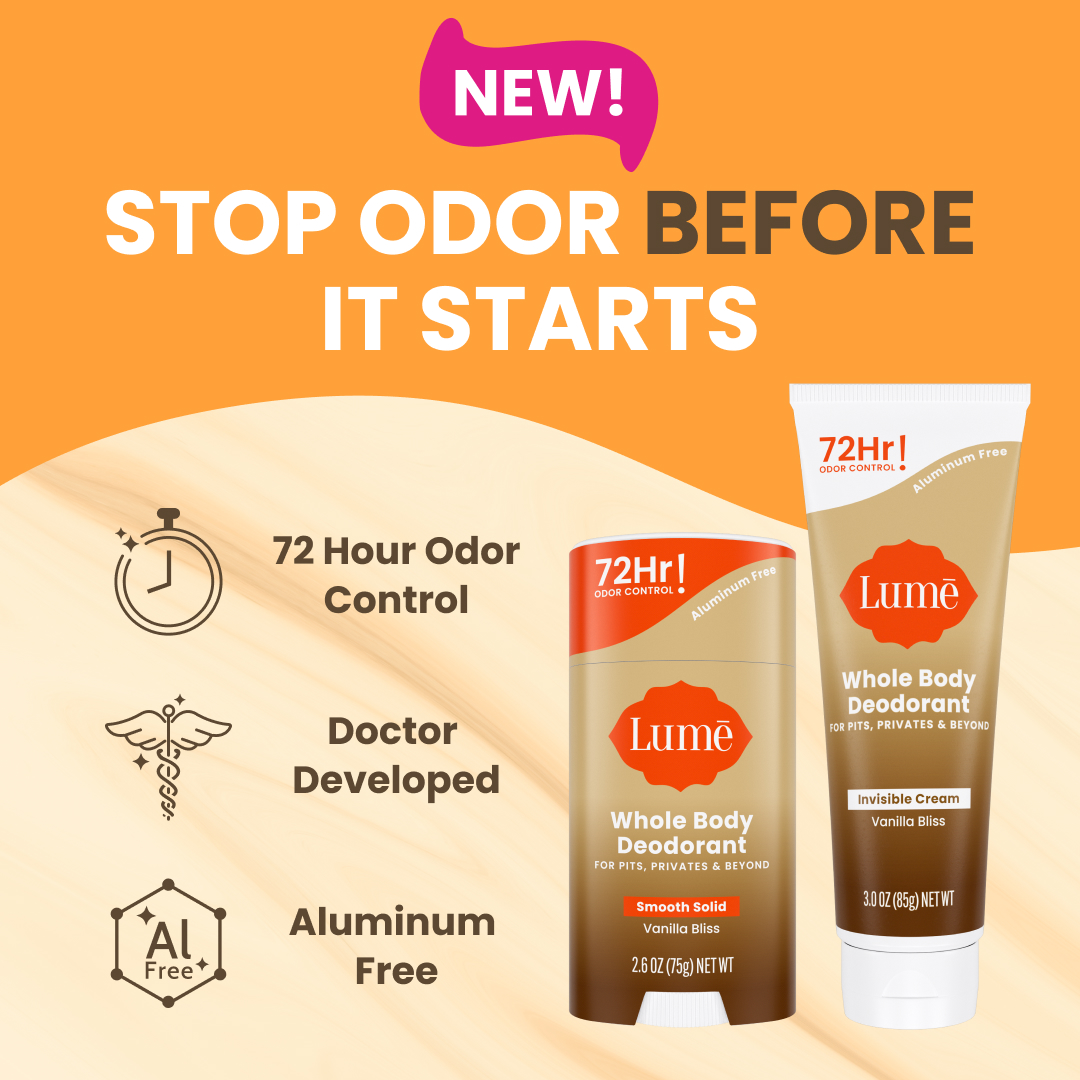 NEW!
STOP ODOR BEFORE
IT STARTS
72 Hour Odor
Control
Doctor
Developed
Al
Free
Aluminum
Free
72Hr!
ODOR CONTROL
Aluminum Free
Lumē
Whole Body
Deodorant
FOR PITS, PRIVATES & BEYOND
Smooth Solid
Vanilla Bliss
2.6 OZ (75g) NET WT
72Hr!
ODOR CONTROL
Aluminum Free
Lumē
Whole Body
Deodorant
FOR PITS, PRIVATES & BEYOND
Invisible Cream
Vanilla Bliss
3.0 OZ (85g) NET WT